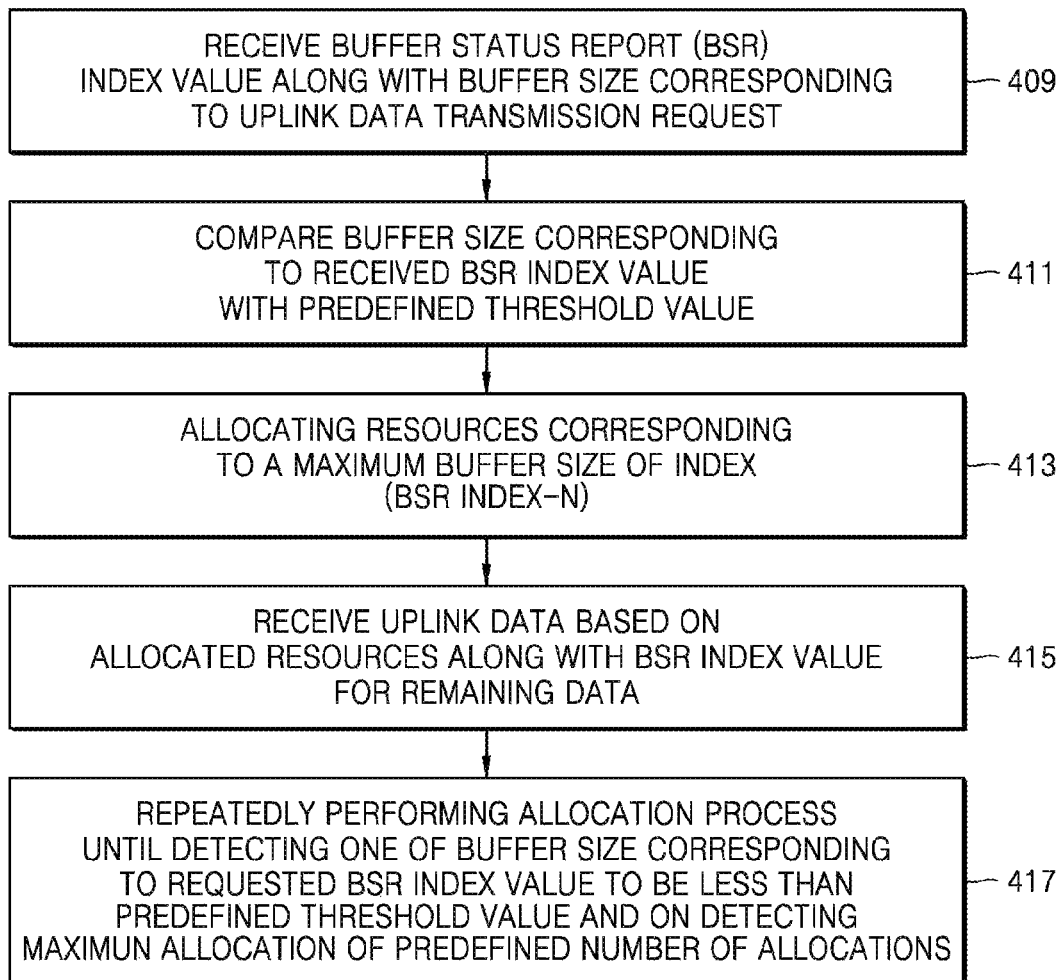 RECEIVE BUFFER STATUS REPORT (BSR)
INDEX VALUE ALONG WITH BUFFER SIZE CORRESPONDING
TO UPLINK DATA TRANSMISSION REQUEST
409
COMPARE BUFFER SIZE CORRESPONDING
TO RECEIVED BSR INDEX VALUE
WITH PREDEFINED THRESHOLD VALUE
411
ALLOCATING RESOURCES CORRESPONDING
TO A MAXIMUM BUFFER SIZE OF INDEX
(BSR INDEX-N)
413
RECEIVE UPLINK DATA BASED ON
ALLOCATED RESOURCES ALONG WITH BSR INDEX VALUE
FOR REMAINING DATA
415
REPEATEDLY PERFORMING ALLOCATION PROCESS
UNTIL DETECTING ONE OF BUFFER SIZE CORRESPONDING
TO REQUESTED BSR INDEX VALUE TO BE LESS THAN
PREDEFINED THRESHOLD VALUE AND ON DETECTING
MAXIMUN ALLOCATION OF PREDEFINED NUMBER OF ALLOCATIONS
417